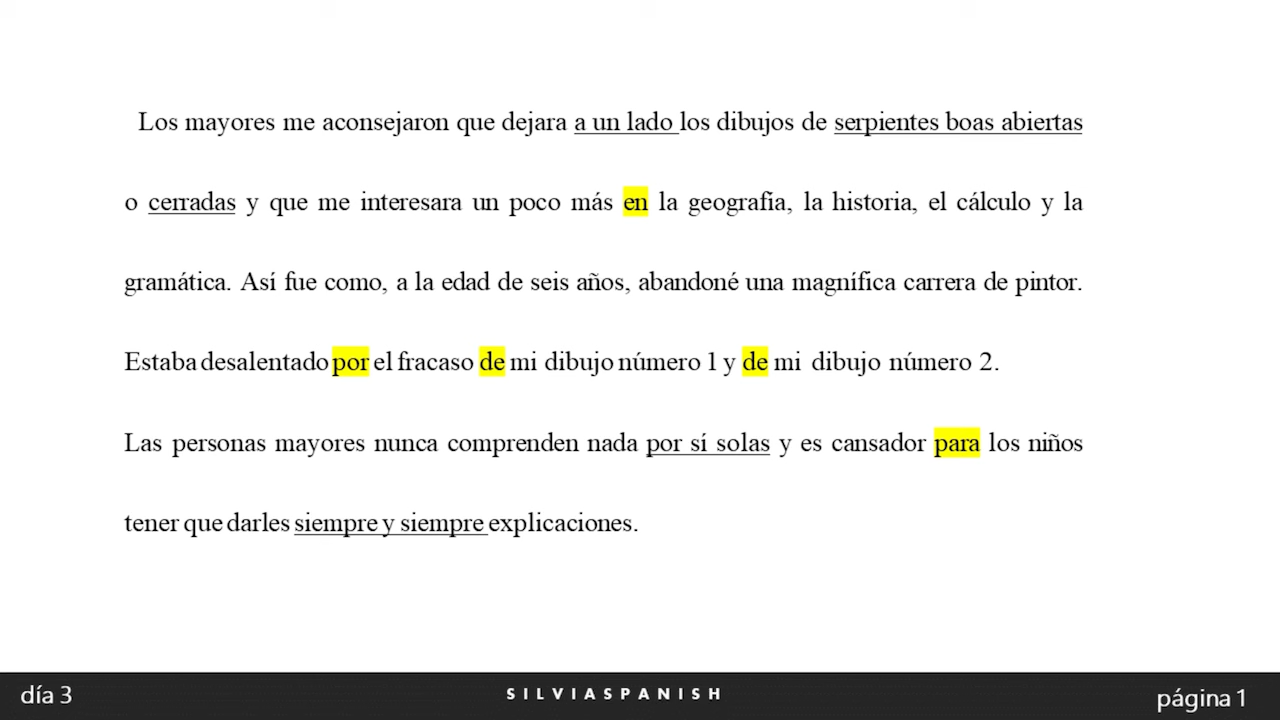 Los mayores me aconsejaron que dejara a un lado los dibujos de serpientes boas abiertas
o cerradas y que me interesara un poco más en la geografía, la historia, el cálculo y la
gramática. Así fue como, a la edad de seis años, abandoné una magnífica carrera de pintor.
Estaba desalentado por el fracaso de mi dibujo número 1 y de mi dibujo número 2.
Las personas mayores nunca comprenden nada por sí solas y es cansador para los niños
tener que darles siempre y siempre explicaciones.
día 3
SILVIASPANISH
página 1